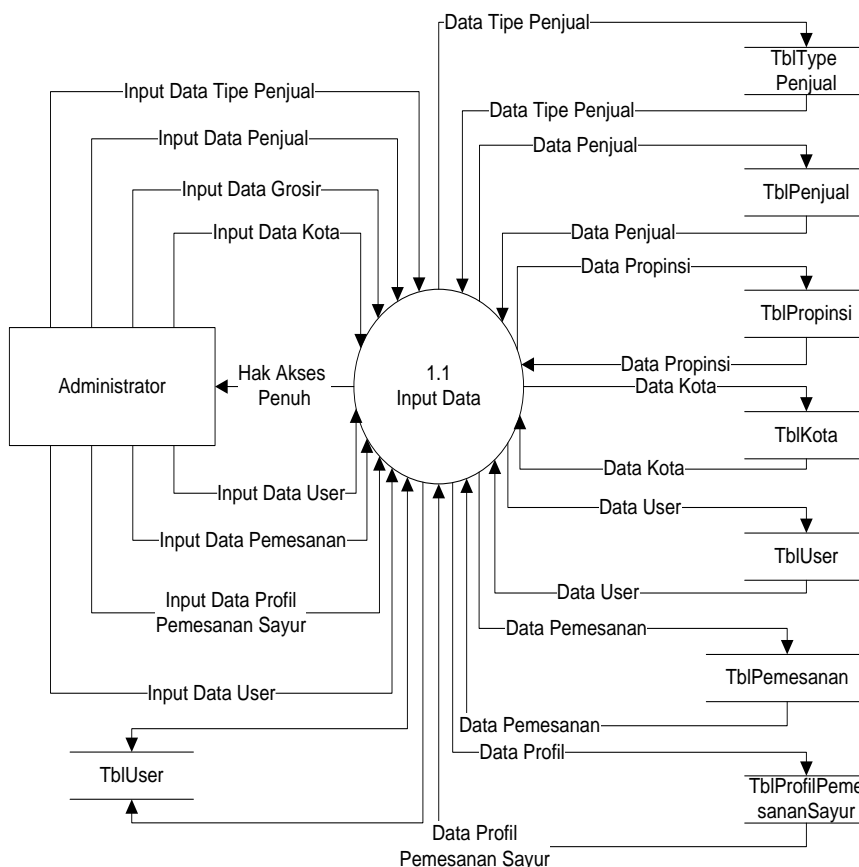 Data Tipe Penjual
TblType
Penjual
Input Data Tipe Penjual
Data Tipe Penjual
Input Data Penjual
Data Penjual
Input Data Grosir
TblPenjual
Input Data Kota
Data Penjual
Data Propinsi
TblPropinsi
Administrator
Hak Akses
Penuh
1.1
Input Data
Data Propinsi
Data Kota
TblKota
Data Kota
Input Data User
Data User
Input Data Pemesanan
TblUser
Data User
Input Data Profil
Pemesanan Sayur
Data Pemesanan
TblPemesanan
Input Data User
Data Pemesanan
Data Profil
TblUser
TblProfilPeme
sananSayur
Data Profil
Pemesanan Sayur